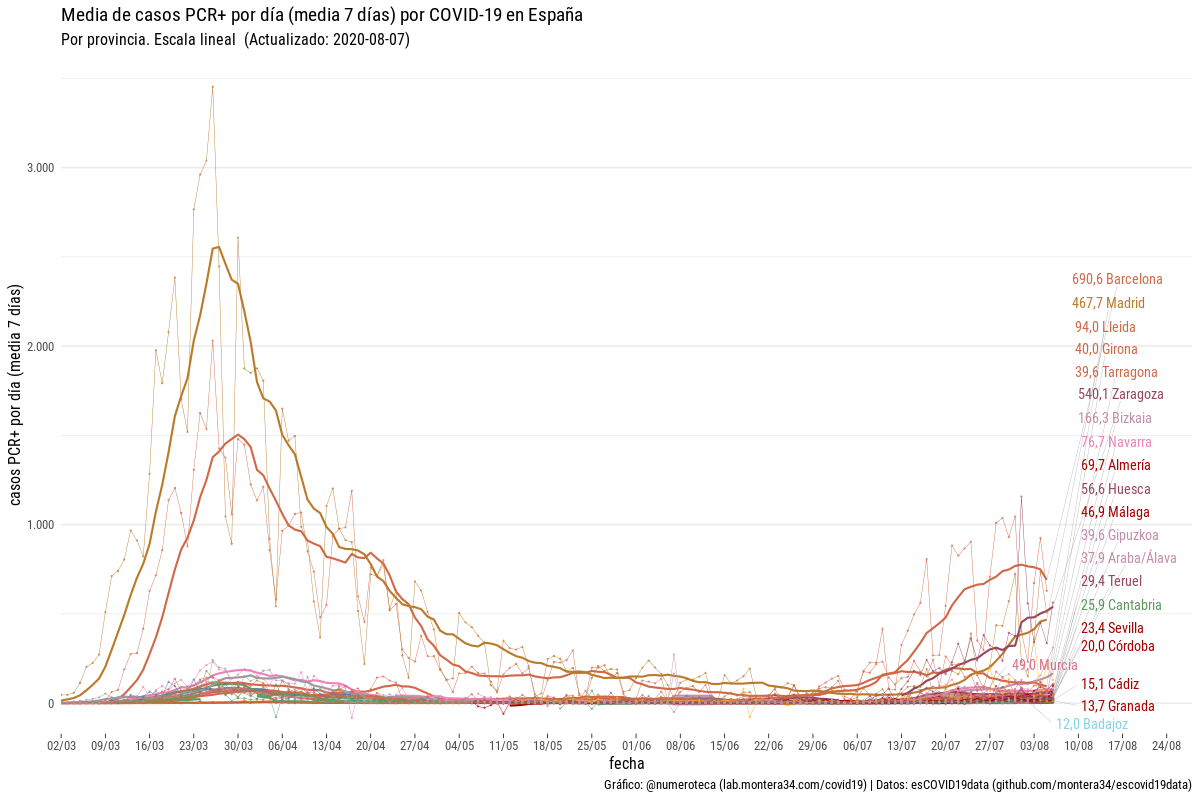 Media de casos PCR+ por día (media 7 días) por COVID-19 en España
Por provincia. Escala lineal (Actualizado: 2020-08-07)
casos PCR+ por día (media 7 días)
3.000
2.000
1.000
0
690,6 Barcelona
467,7 Madrid
94,0 Lleida
40,0 Girona
39,6 Tarragona
540,1 Zaragoza
166,3 Bizkaia
76,7 Navarra
69,7 Almería
56,6 Huesca
46,9 Málaga
39,6 Gipuzkoa
37,9 Araba/Álava
29,4 Teruel
25,9 Cantabria
23,4 Sevilla
20,0 Córdoba
49,0 Murcia
15,1 Cádiz
13,7 Granada
12,0 Badajoz
02/03 09/03 16/03 23/03 30/03 06/04 13/04 20/04 27/04 04/05 11/05 18/05 25/05 01/06 08/06 15/06 22/06 29/06 06/07 13/07 20/07 27/07 03/08 10/08 17/08 24/08
fecha
Gráfico: @numeroteca (lab.montera34.com/covid19) | Datos: esCOVID19data (github.com/montera34/escovid19data)